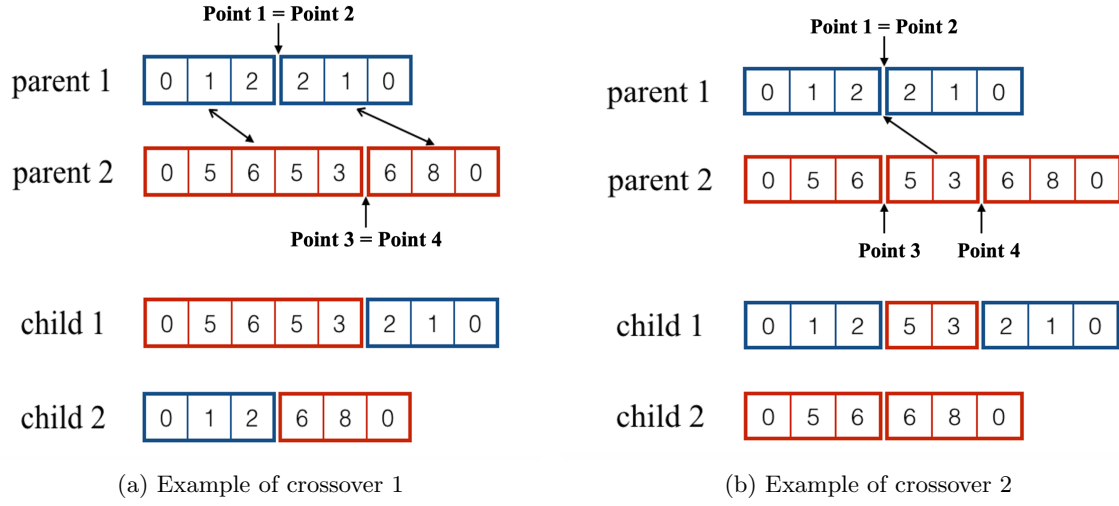 Point 1 = Point 2
parent 1 0 1 2 2 1 0
parent 2 0 5 6 5 3 6 8 0
Point 3 = Point 4
child 1 0 5 6 5 3 2 1 0
child 2 0 1 2 6 8 0
(a) Example of crossover 1
Point 1 = Point 2
parent 1 0 1 2 2 1 0
parent 2 0 5 6 5 3 6 8 0
Point 3 Point 4
child 1 0 1 2 5 3 2 1 0
child 2 0 5 6 6 8 0
(b) Example of crossover 2